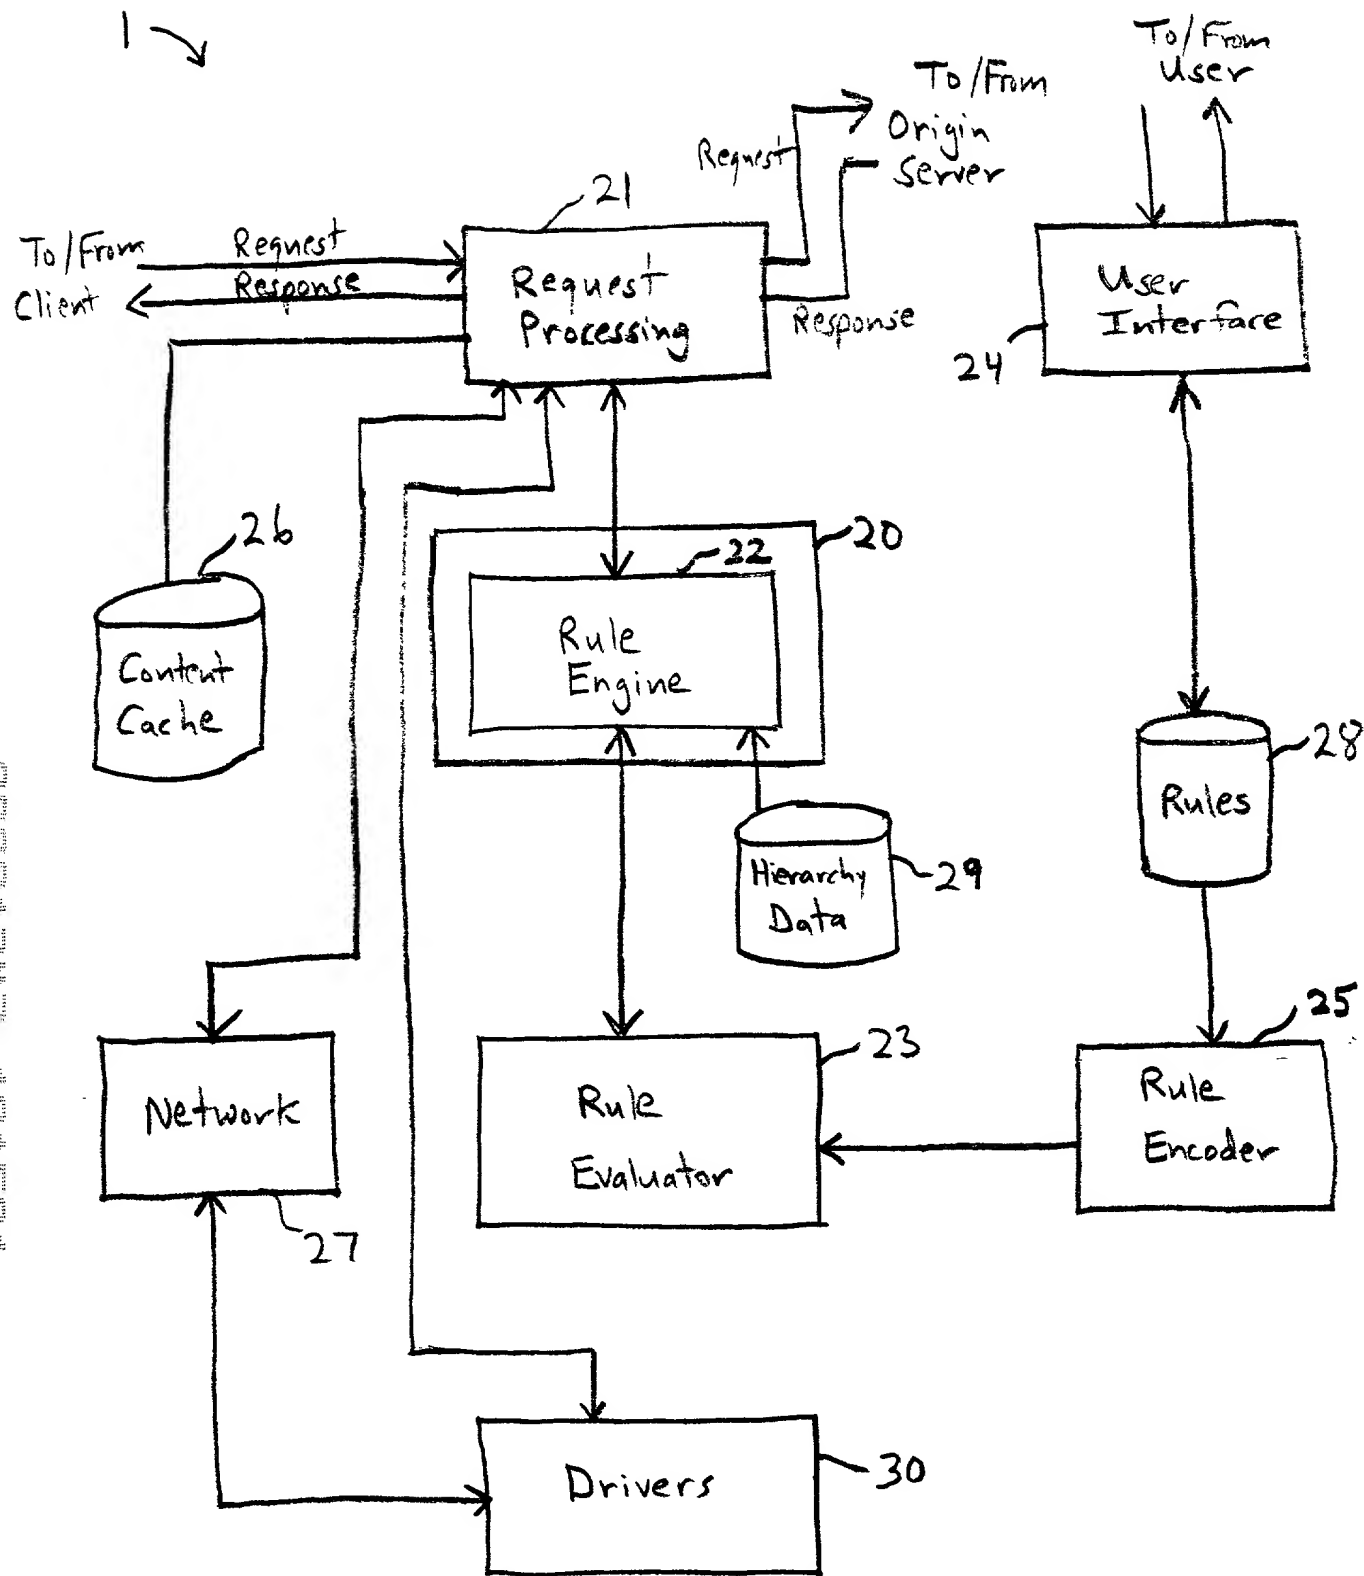 1
To/From
User
To/From
Origin
Server
Request
21
To/From
Client
Request
Response
Request
Processing
Response
User
Interface
24
26
20
22
Rule
Engine
Content
Cache
28
Rules
Hierarchy
Data
29
25
23
Network
Rule
Evaluator
Rule
Encoder
27
Drivers
30